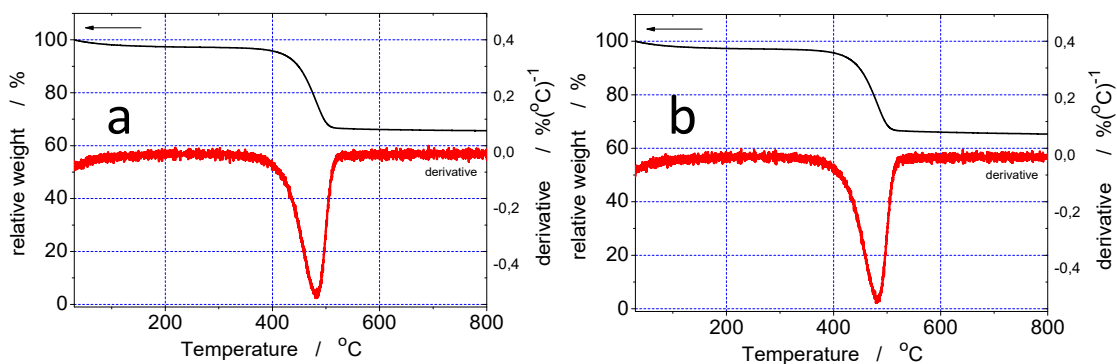 100
80
60
40
20
0
relative weight / %
a
0,4
0,2
0,0
-0,2
-0,4
derivative / %(°C)⁻¹
derivative
200 400 600 800
Temperature / °C
100
80
60
40
20
0
relative weight / %
b
0,4
0,2
0,0
-0,2
-0,4
derivative / %(°C)⁻¹
derivative
200 400 600 800
Temperature / °C